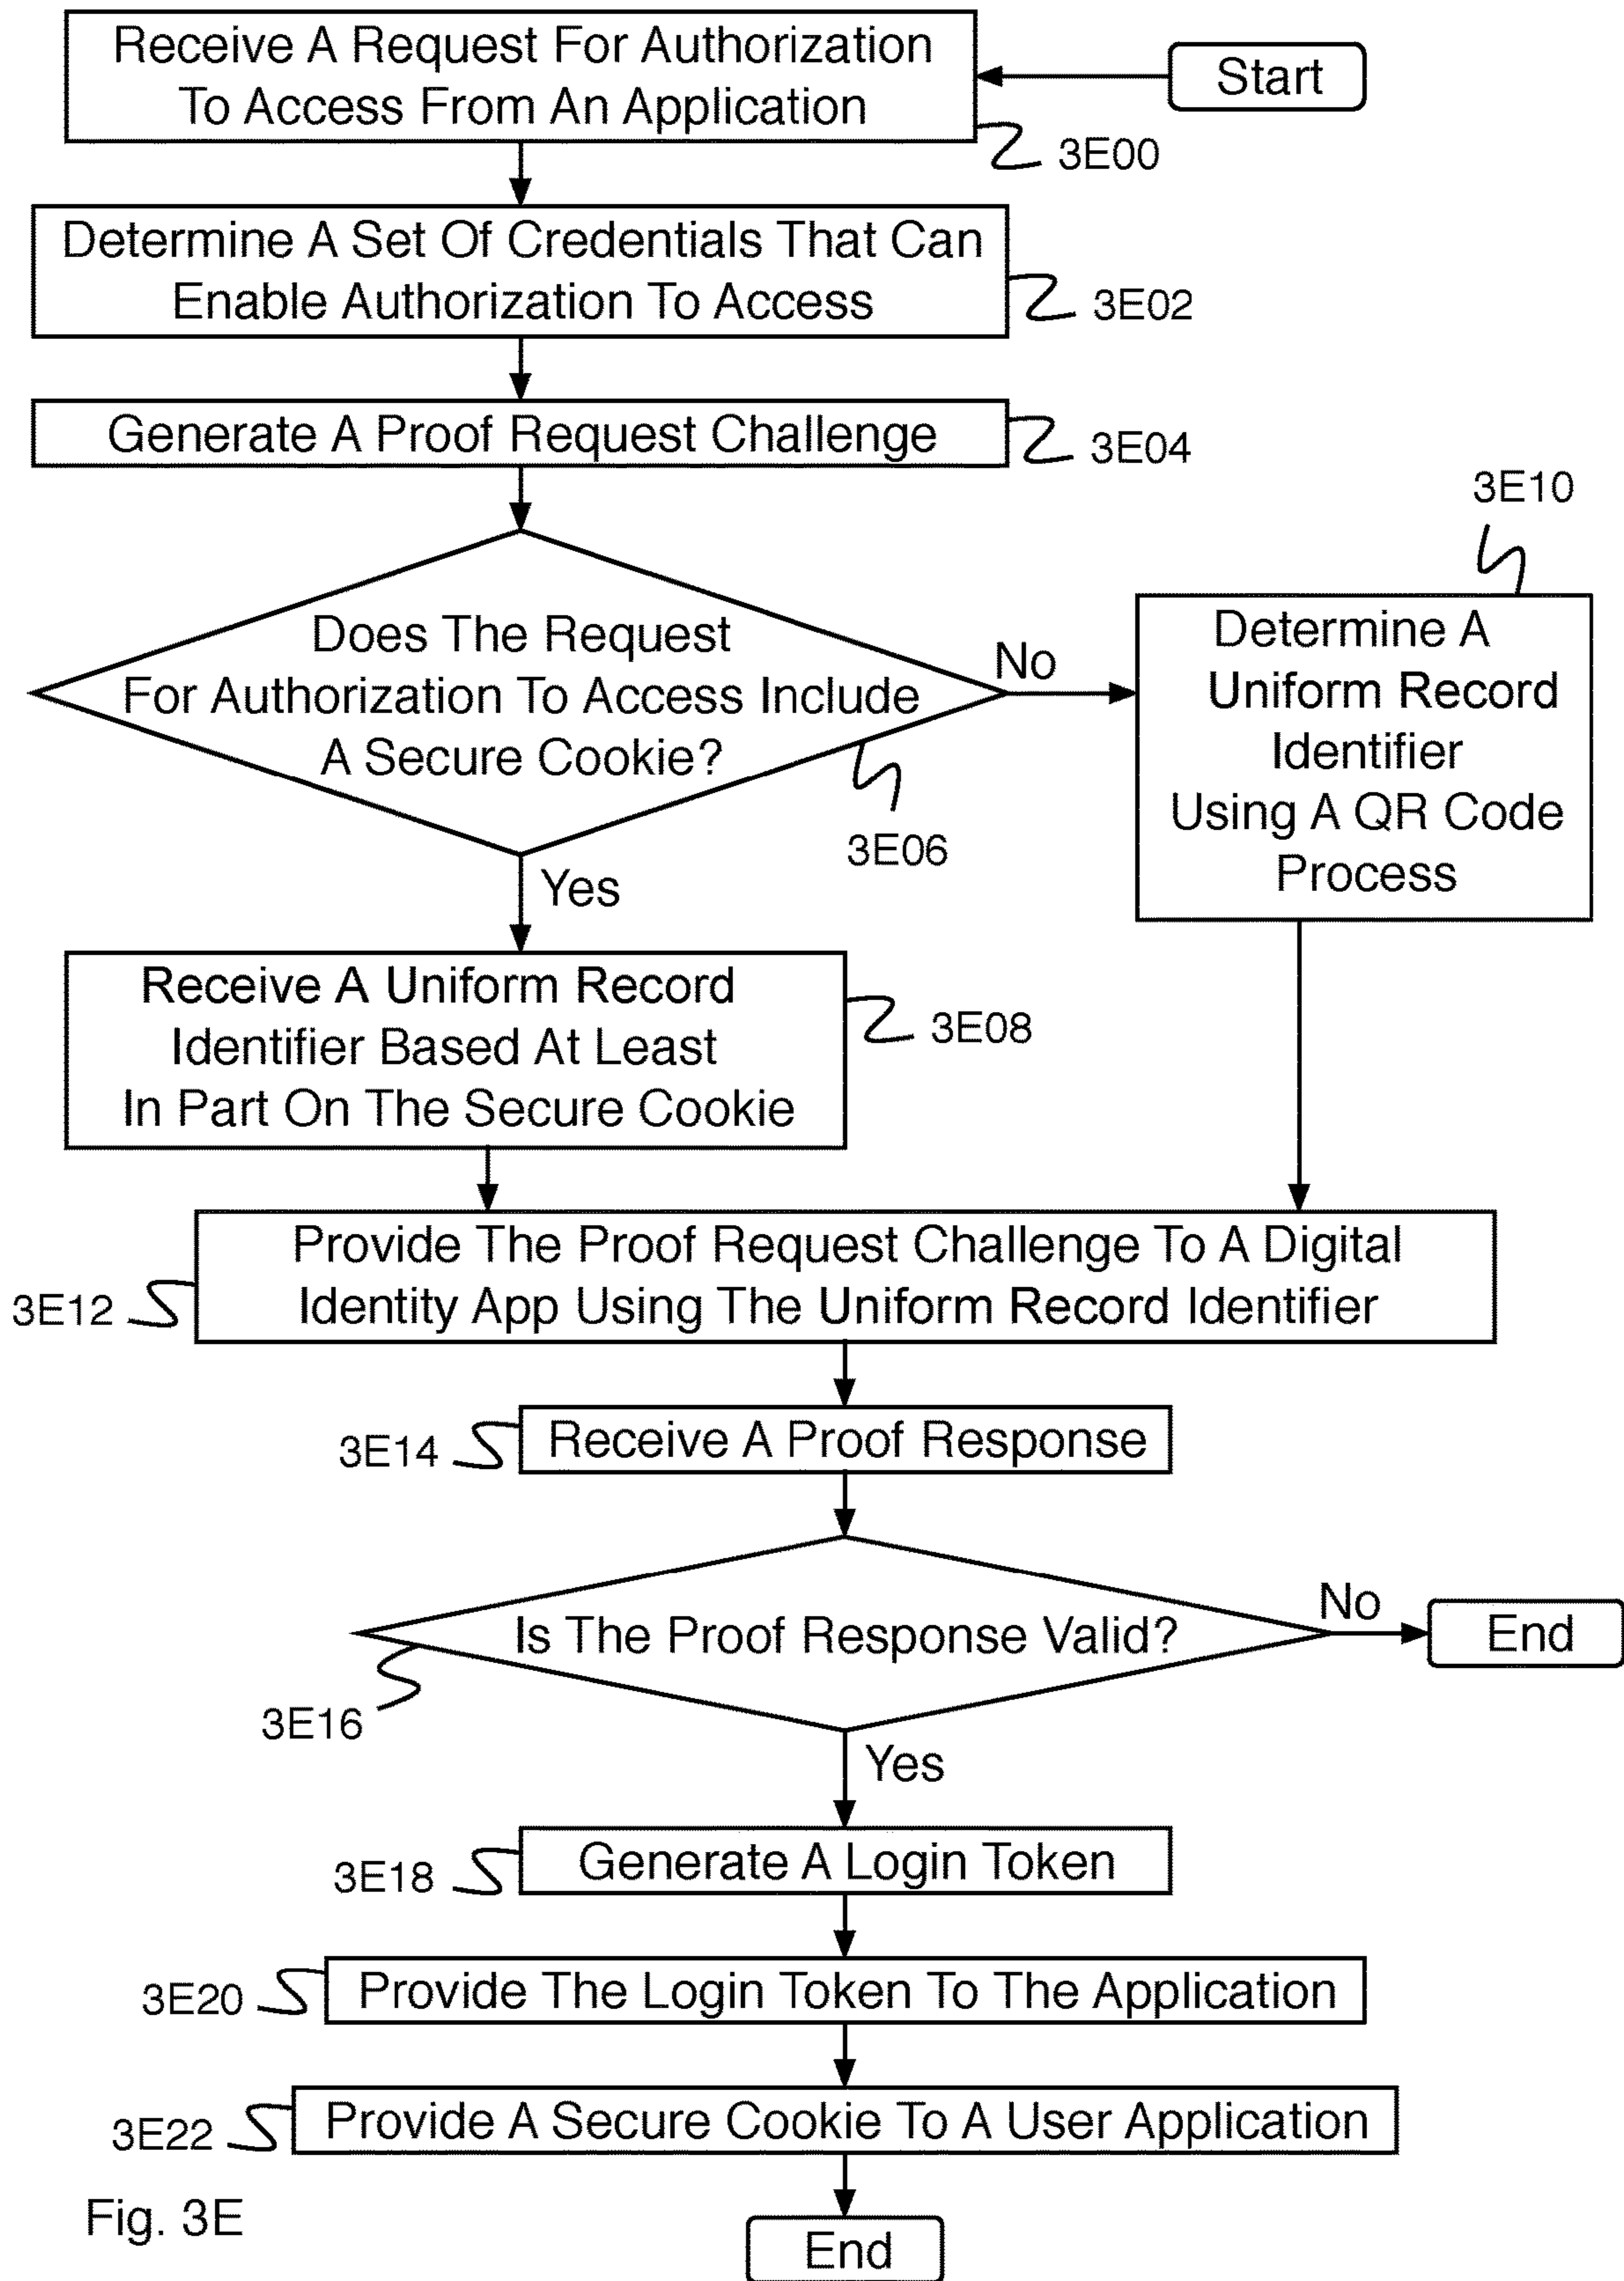 Receive A Request For Authorization
To Access From An Application
Start
3E00
Determine A Set Of Credentials That Can
Enable Authorization To Access
3E02
Generate A Proof Request Challenge
3E04
Does The Request
For Authorization To Access Include
A Secure Cookie?
3E06
No
3E10
Determine A
Uniform Record
Identifier
Using A QR Code
Process
Yes
Receive A Uniform Record
Identifier Based At Least
In Part On The Secure Cookie
3E08
Provide The Proof Request Challenge To A Digital
Identity App Using The Uniform Record Identifier
3E12
Receive A Proof Response
3E14
Is The Proof Response Valid?
3E16
No
End
Yes
Generate A Login Token
3E18
Provide The Login Token To The Application
3E20
Provide A Secure Cookie To A User Application
3E22
End
Fig. 3E